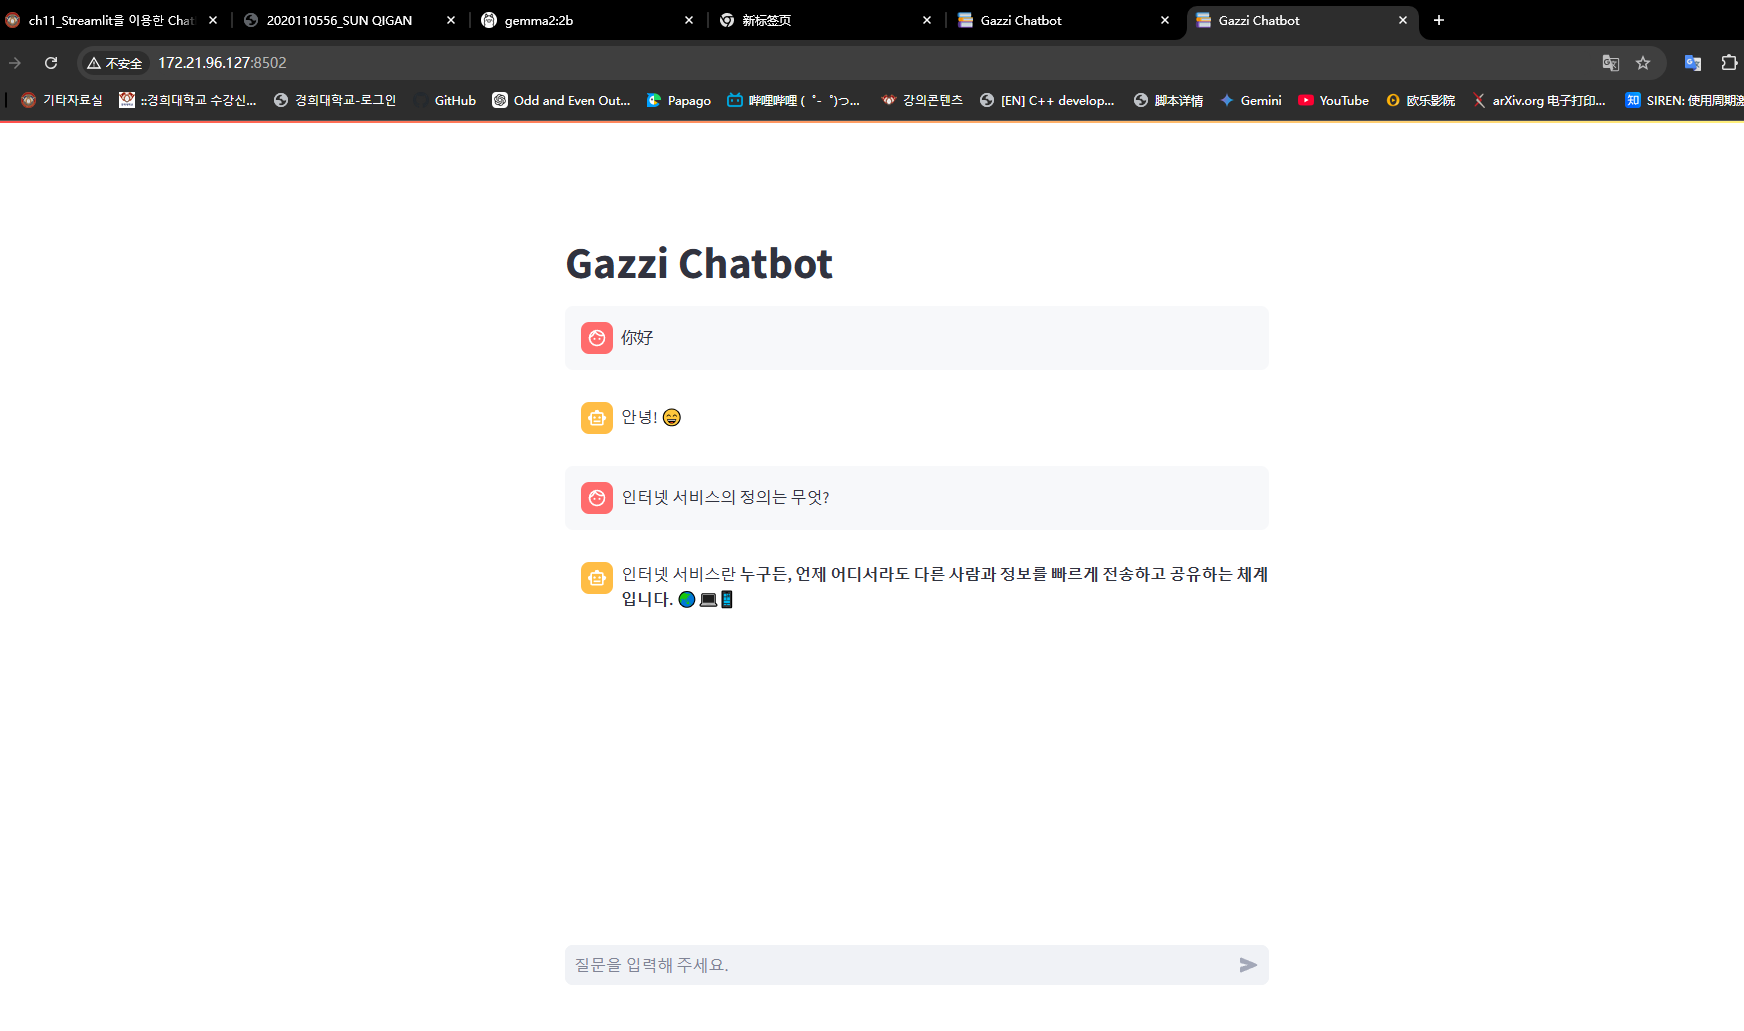 ch11_Streamlit을 이용한 Chat
2020110556_SUN QIGAN
gemma2:2b
新标签页
Gazzi Chatbot
Gazzi Chatbot
不安全
172.21.96.127:8502
기타자료실
::경희대학교 수강신...
경희대학교-로그인
GitHub
Odd and Even Out...
Papago
哔哩哔哩 ( ゜- ゜)つ...
강의콘텐츠
[EN] C++ develop...
脚本详情
Gemini
YouTube
欧乐影院
arXiv.org 电子打印...
知
SIREN: 使用周期激
Gazzi Chatbot
你好
안녕! 😄
인터넷 서비스의 정의는 무엇?
인터넷 서비스란 누구든, 언제 어디서라도 다른 사람과 정보를 빠르게 전송하고 공유하는 체계
입니다. 🌏💻📱
질문을 입력해 주세요.